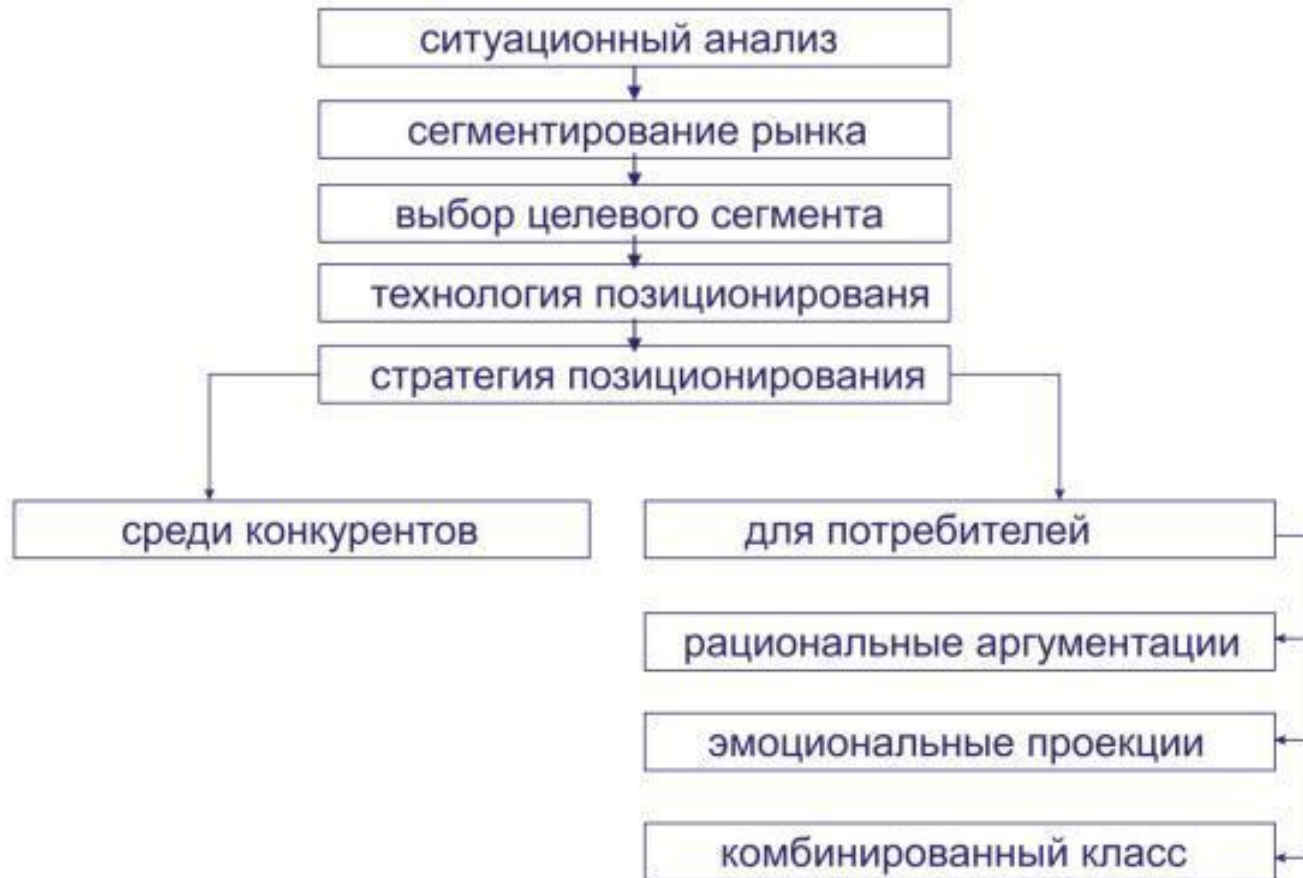 ситуационный анализ
сегментирование рынка
выбор целевого сегмента
технология позиционированя
стратегия позиционирования
среди конкурентов
для потребителей
рациональные аргументации
эмоциональные проекции
комбинированный класс